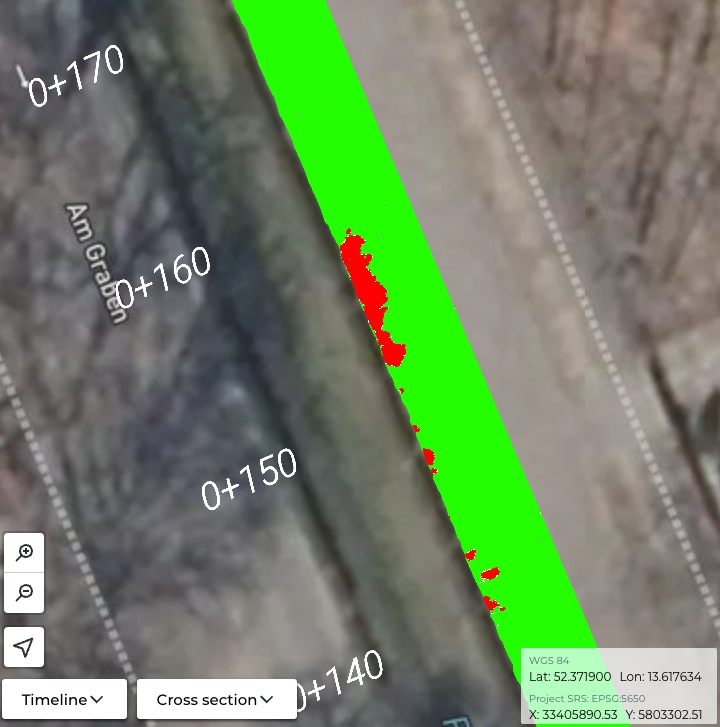 0+170
Am Graben
0+160
0+150
0+140
WGS 84
Lat: 52.371900 Lon: 13.617634
Project SRS: EPSG:5650
X: 33405890.53 Y: 5803302.51
Timeline
Cross section